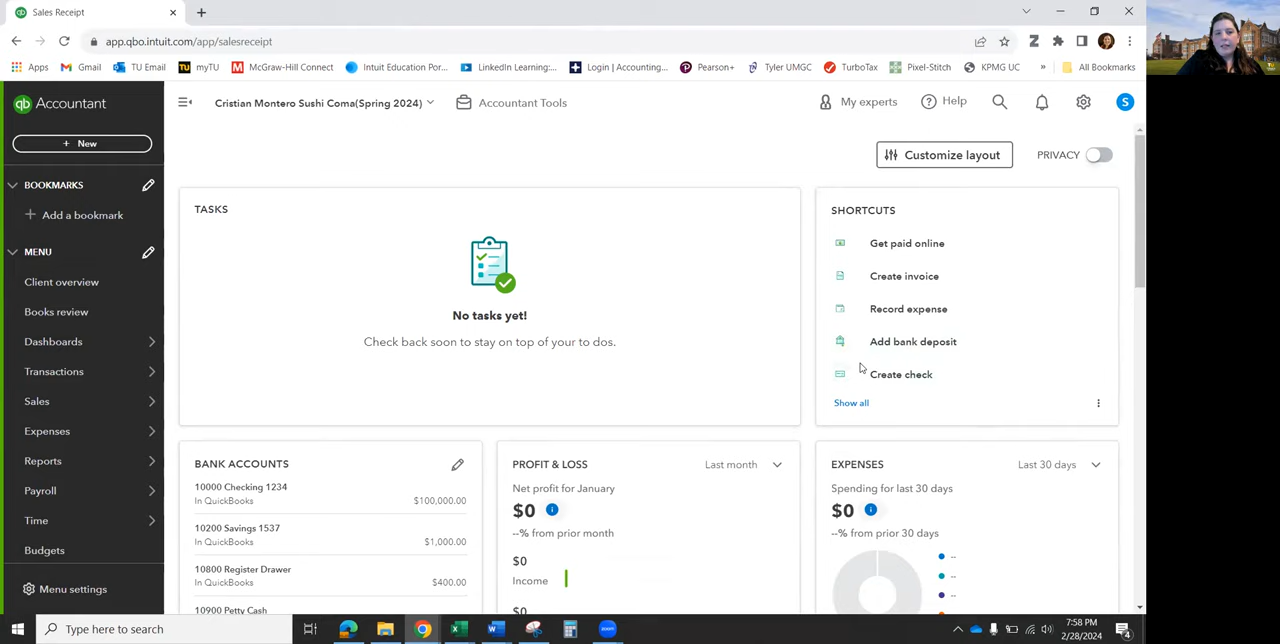 Sales Receipt
app.qbo.intuit.com/app/salesreceipt
Apps Gmail TU Email myTU McGraw-Hill Connect Intuit Education Por... LinkedIn Learning:... Login | Accounting... Pearson+ Tyler UMGC TurboTax Pixel-Stitch KPMG UC » All Bookmarks
qb Accountant
Cristian Montero Sushi Coma(Spring 2024) Accountant Tools My experts Help S
+ New
Customize layout PRIVACY
BOOKMARKS
Add a bookmark
MENU
Client overview
Books review
Dashboards
Transactions
Sales
Expenses
Reports
Payroll
Time
Budgets
Menu settings
TASKS
No tasks yet!
Check back soon to stay on top of your to dos.
SHORTCUTS
Get paid online
Create invoice
Record expense
Add bank deposit
Create check
Show all
BANK ACCOUNTS
10000 Checking 1234
In QuickBooks $100,000.00
10200 Savings 1537
In QuickBooks $1,000.00
10800 Register Drawer
In QuickBooks $400.00
10900 Petty Cash
PROFIT & LOSS Last month
Net profit for January
$0
--% from prior month
$0
Income
$0
EXPENSES Last 30 days
Spending for last 30 days
$0
--% from prior 30 days
--
--
--
Type here to search
zoom
7:58 PM
2/28/2024
4